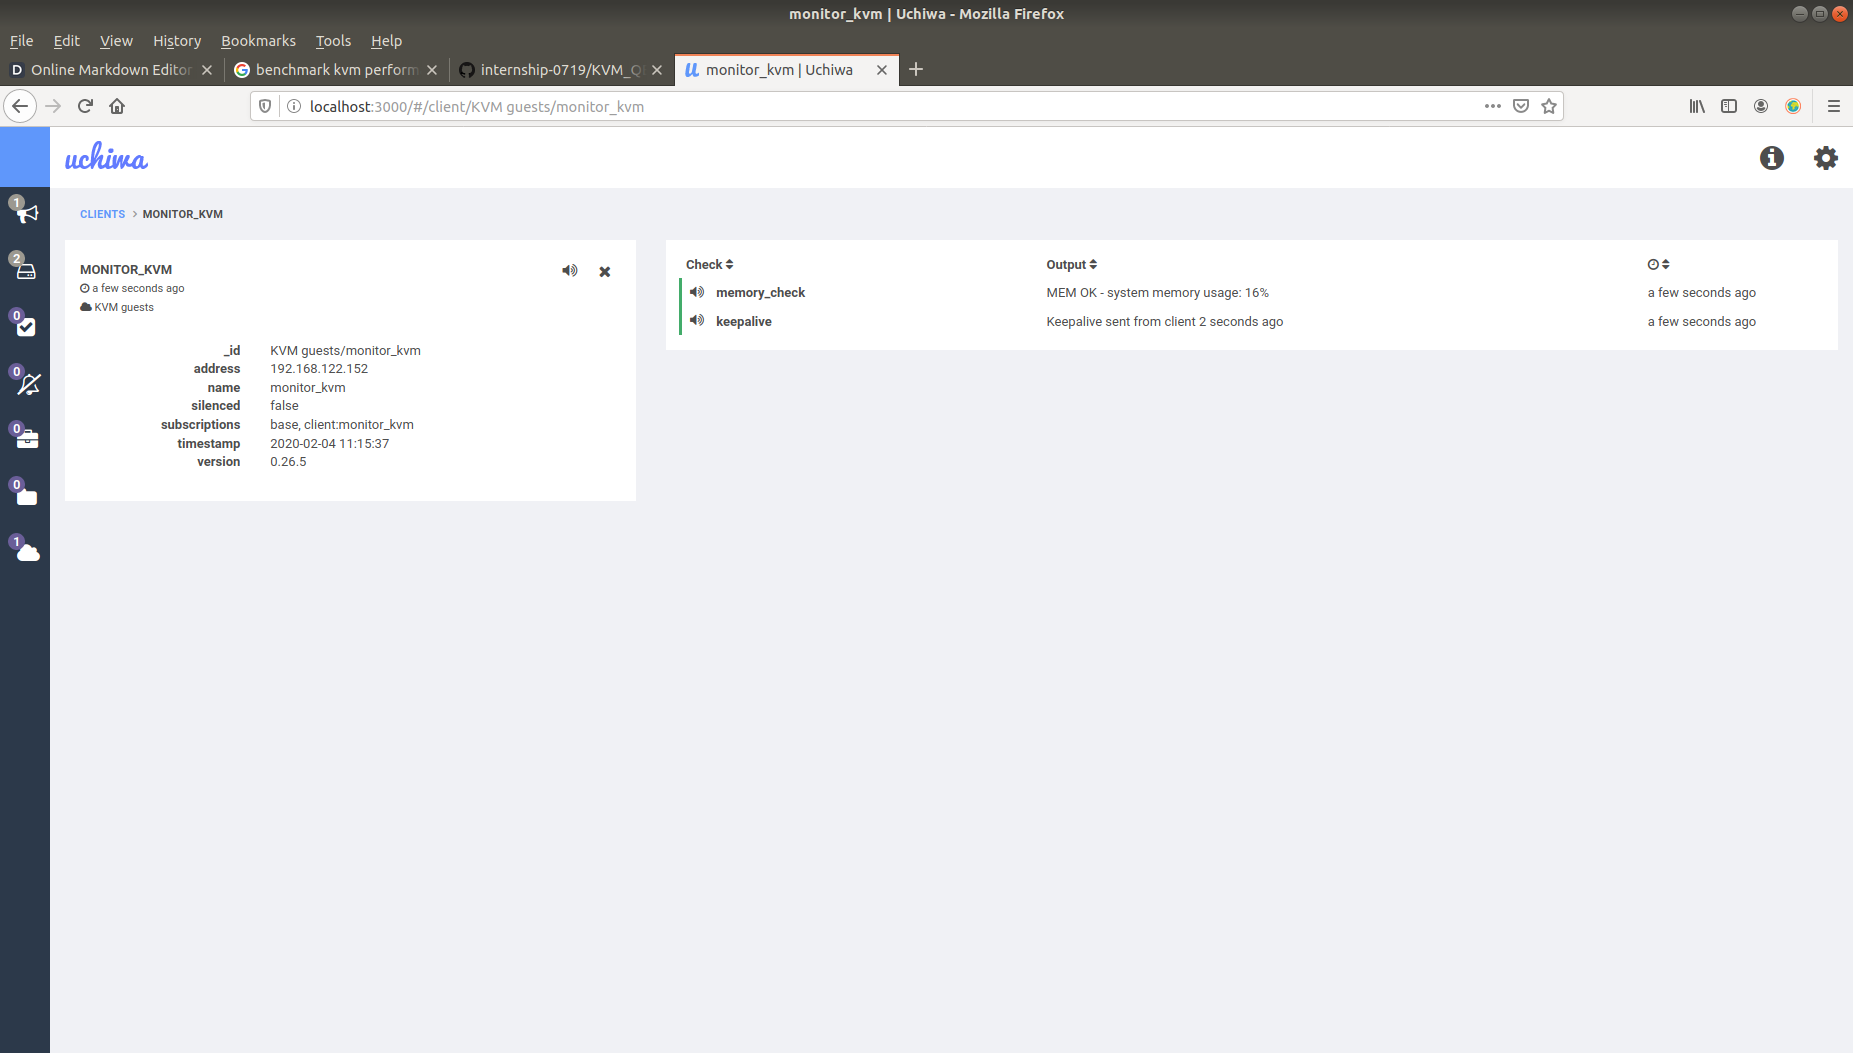 monitor_kvm | Uchiwa - Mozilla Firefox
File Edit View History Bookmarks Tools Help
Online Markdown Editor
benchmark kvm perform
internship-0719/KVM_Q
monitor_kvm | Uchiwa
localhost:3000/#/client/KVM guests/monitor_kvm
uchiwa
1
2
0
0
0
0
1
CLIENTS > MONITOR_KVM
MONITOR_KVM
a few seconds ago
KVM guests
_id KVM guests/monitor_kvm
address 192.168.122.152
name monitor_kvm
silenced false
subscriptions base, client:monitor_kvm
timestamp 2020-02-04 11:15:37
version 0.26.5
Check Output
memory_check MEM OK - system memory usage: 16% a few seconds ago
keepalive Keepalive sent from client 2 seconds ago a few seconds ago